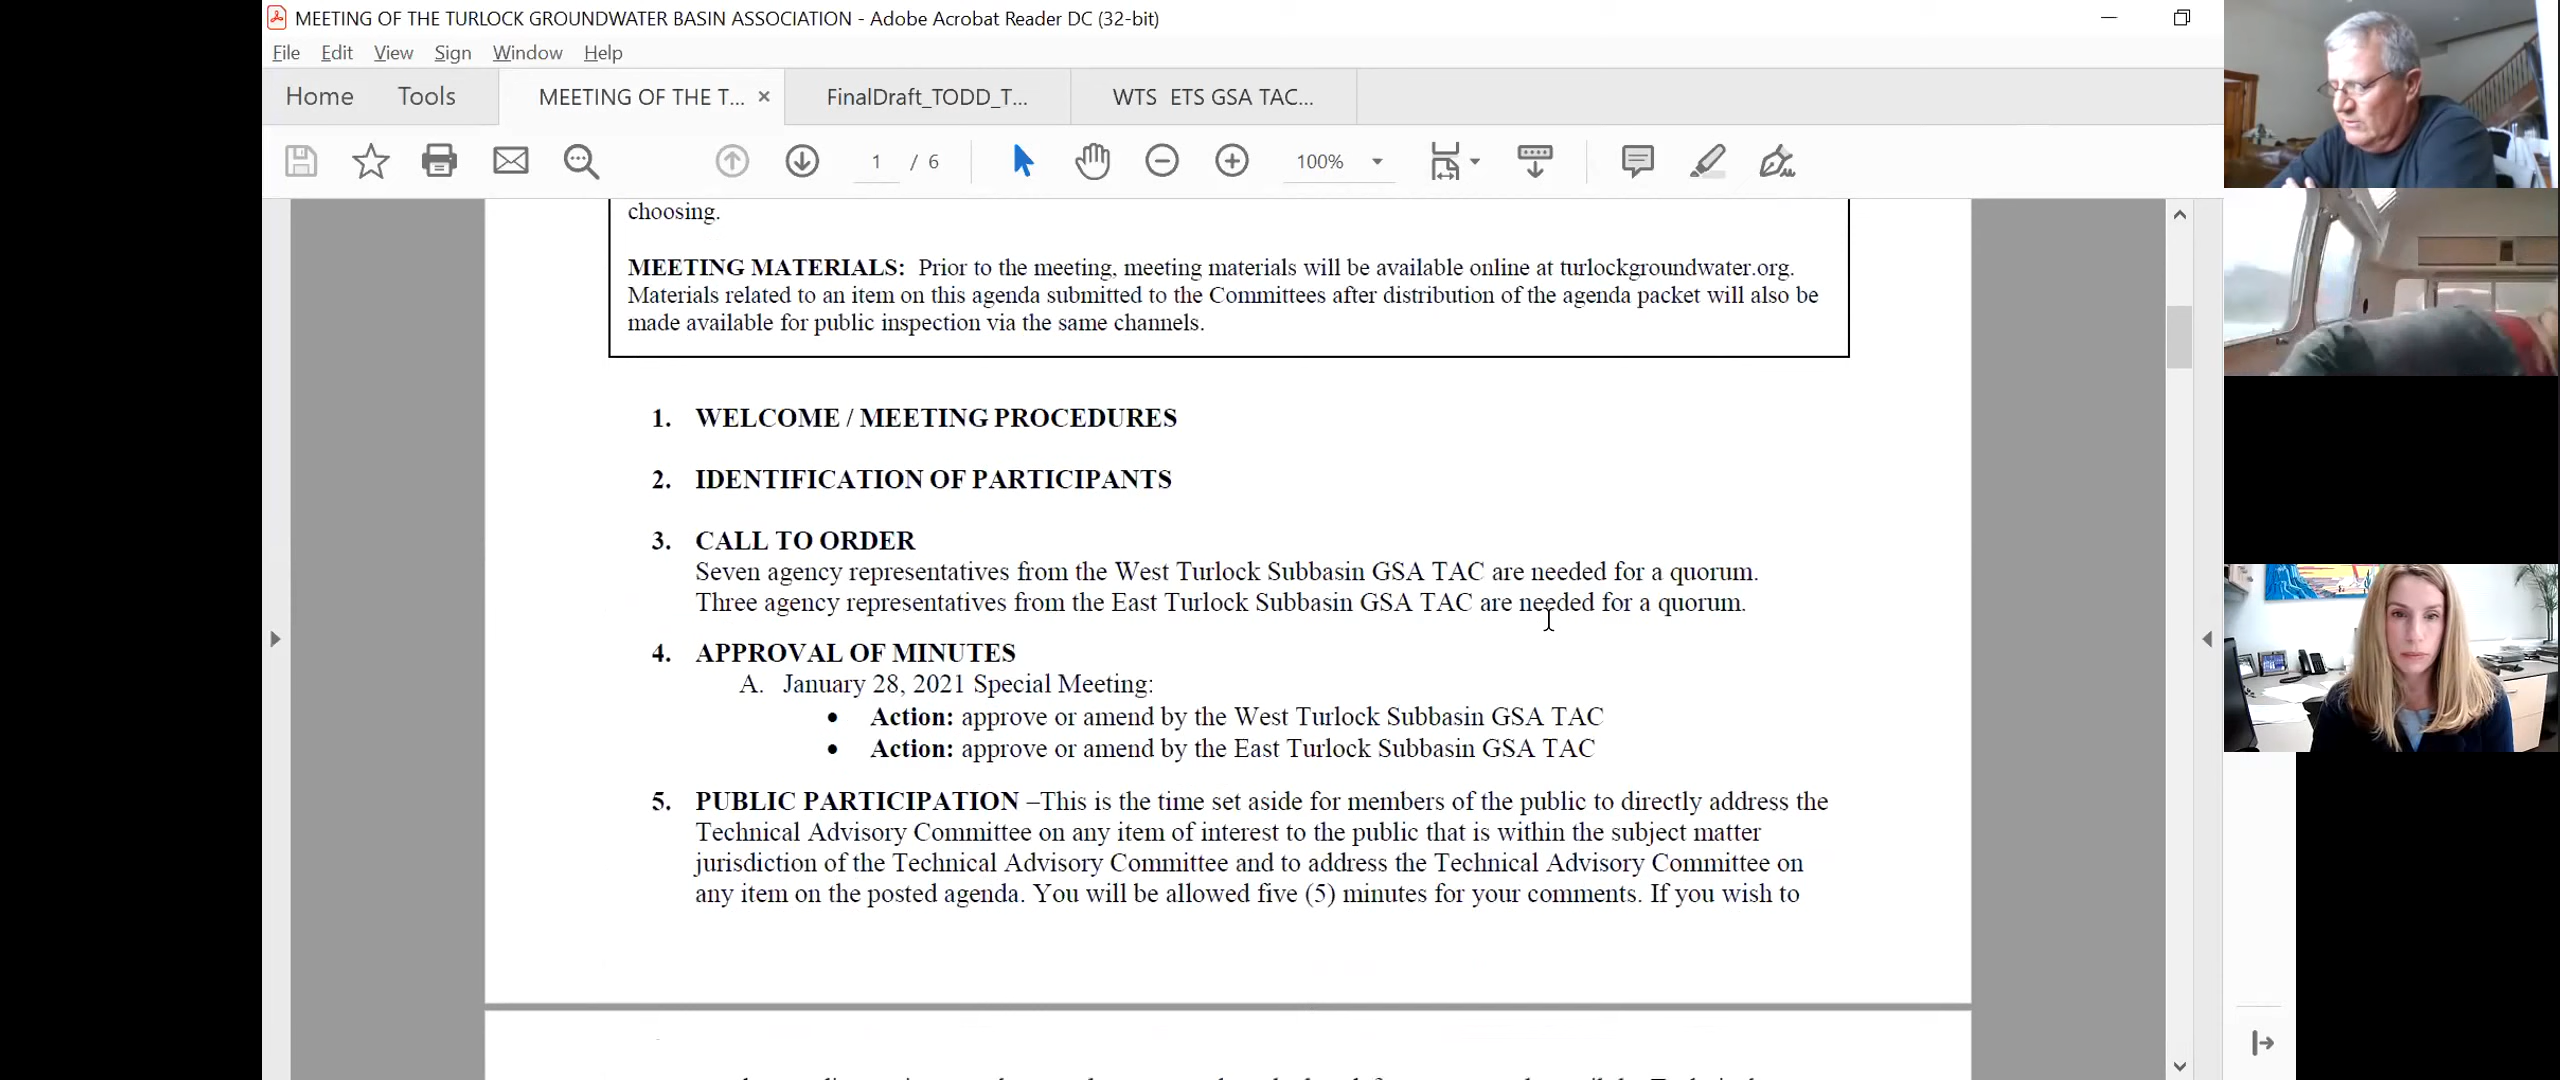 MEETING OF THE TURLOCK GROUNDWATER BASIN ASSOCIATION - Adobe Acrobat Reader DC (32-bit)
File Edit View Sign Window Help
Home Tools MEETING OF THE T... × FinalDraft_TODD_T... WTS ETS GSA TAC...
1 / 6 100%
choosing.
MEETING MATERIALS: Prior to the meeting, meeting materials will be available online at turlockgroundwater.org.
Materials related to an item on this agenda submitted to the Committees after distribution of the agenda packet will also be
made available for public inspection via the same channels.
1. WELCOME / MEETING PROCEDURES
2. IDENTIFICATION OF PARTICIPANTS
3. CALL TO ORDER
Seven agency representatives from the West Turlock Subbasin GSA TAC are needed for a quorum.
Three agency representatives from the East Turlock Subbasin GSA TAC are needed for a quorum.
4. APPROVAL OF MINUTES
A. January 28, 2021 Special Meeting:
• Action: approve or amend by the West Turlock Subbasin GSA TAC
• Action: approve or amend by the East Turlock Subbasin GSA TAC
5. PUBLIC PARTICIPATION –This is the time set aside for members of the public to directly address the
Technical Advisory Committee on any item of interest to the public that is within the subject matter
jurisdiction of the Technical Advisory Committee and to address the Technical Advisory Committee on
any item on the posted agenda. You will be allowed five (5) minutes for your comments. If you wish to